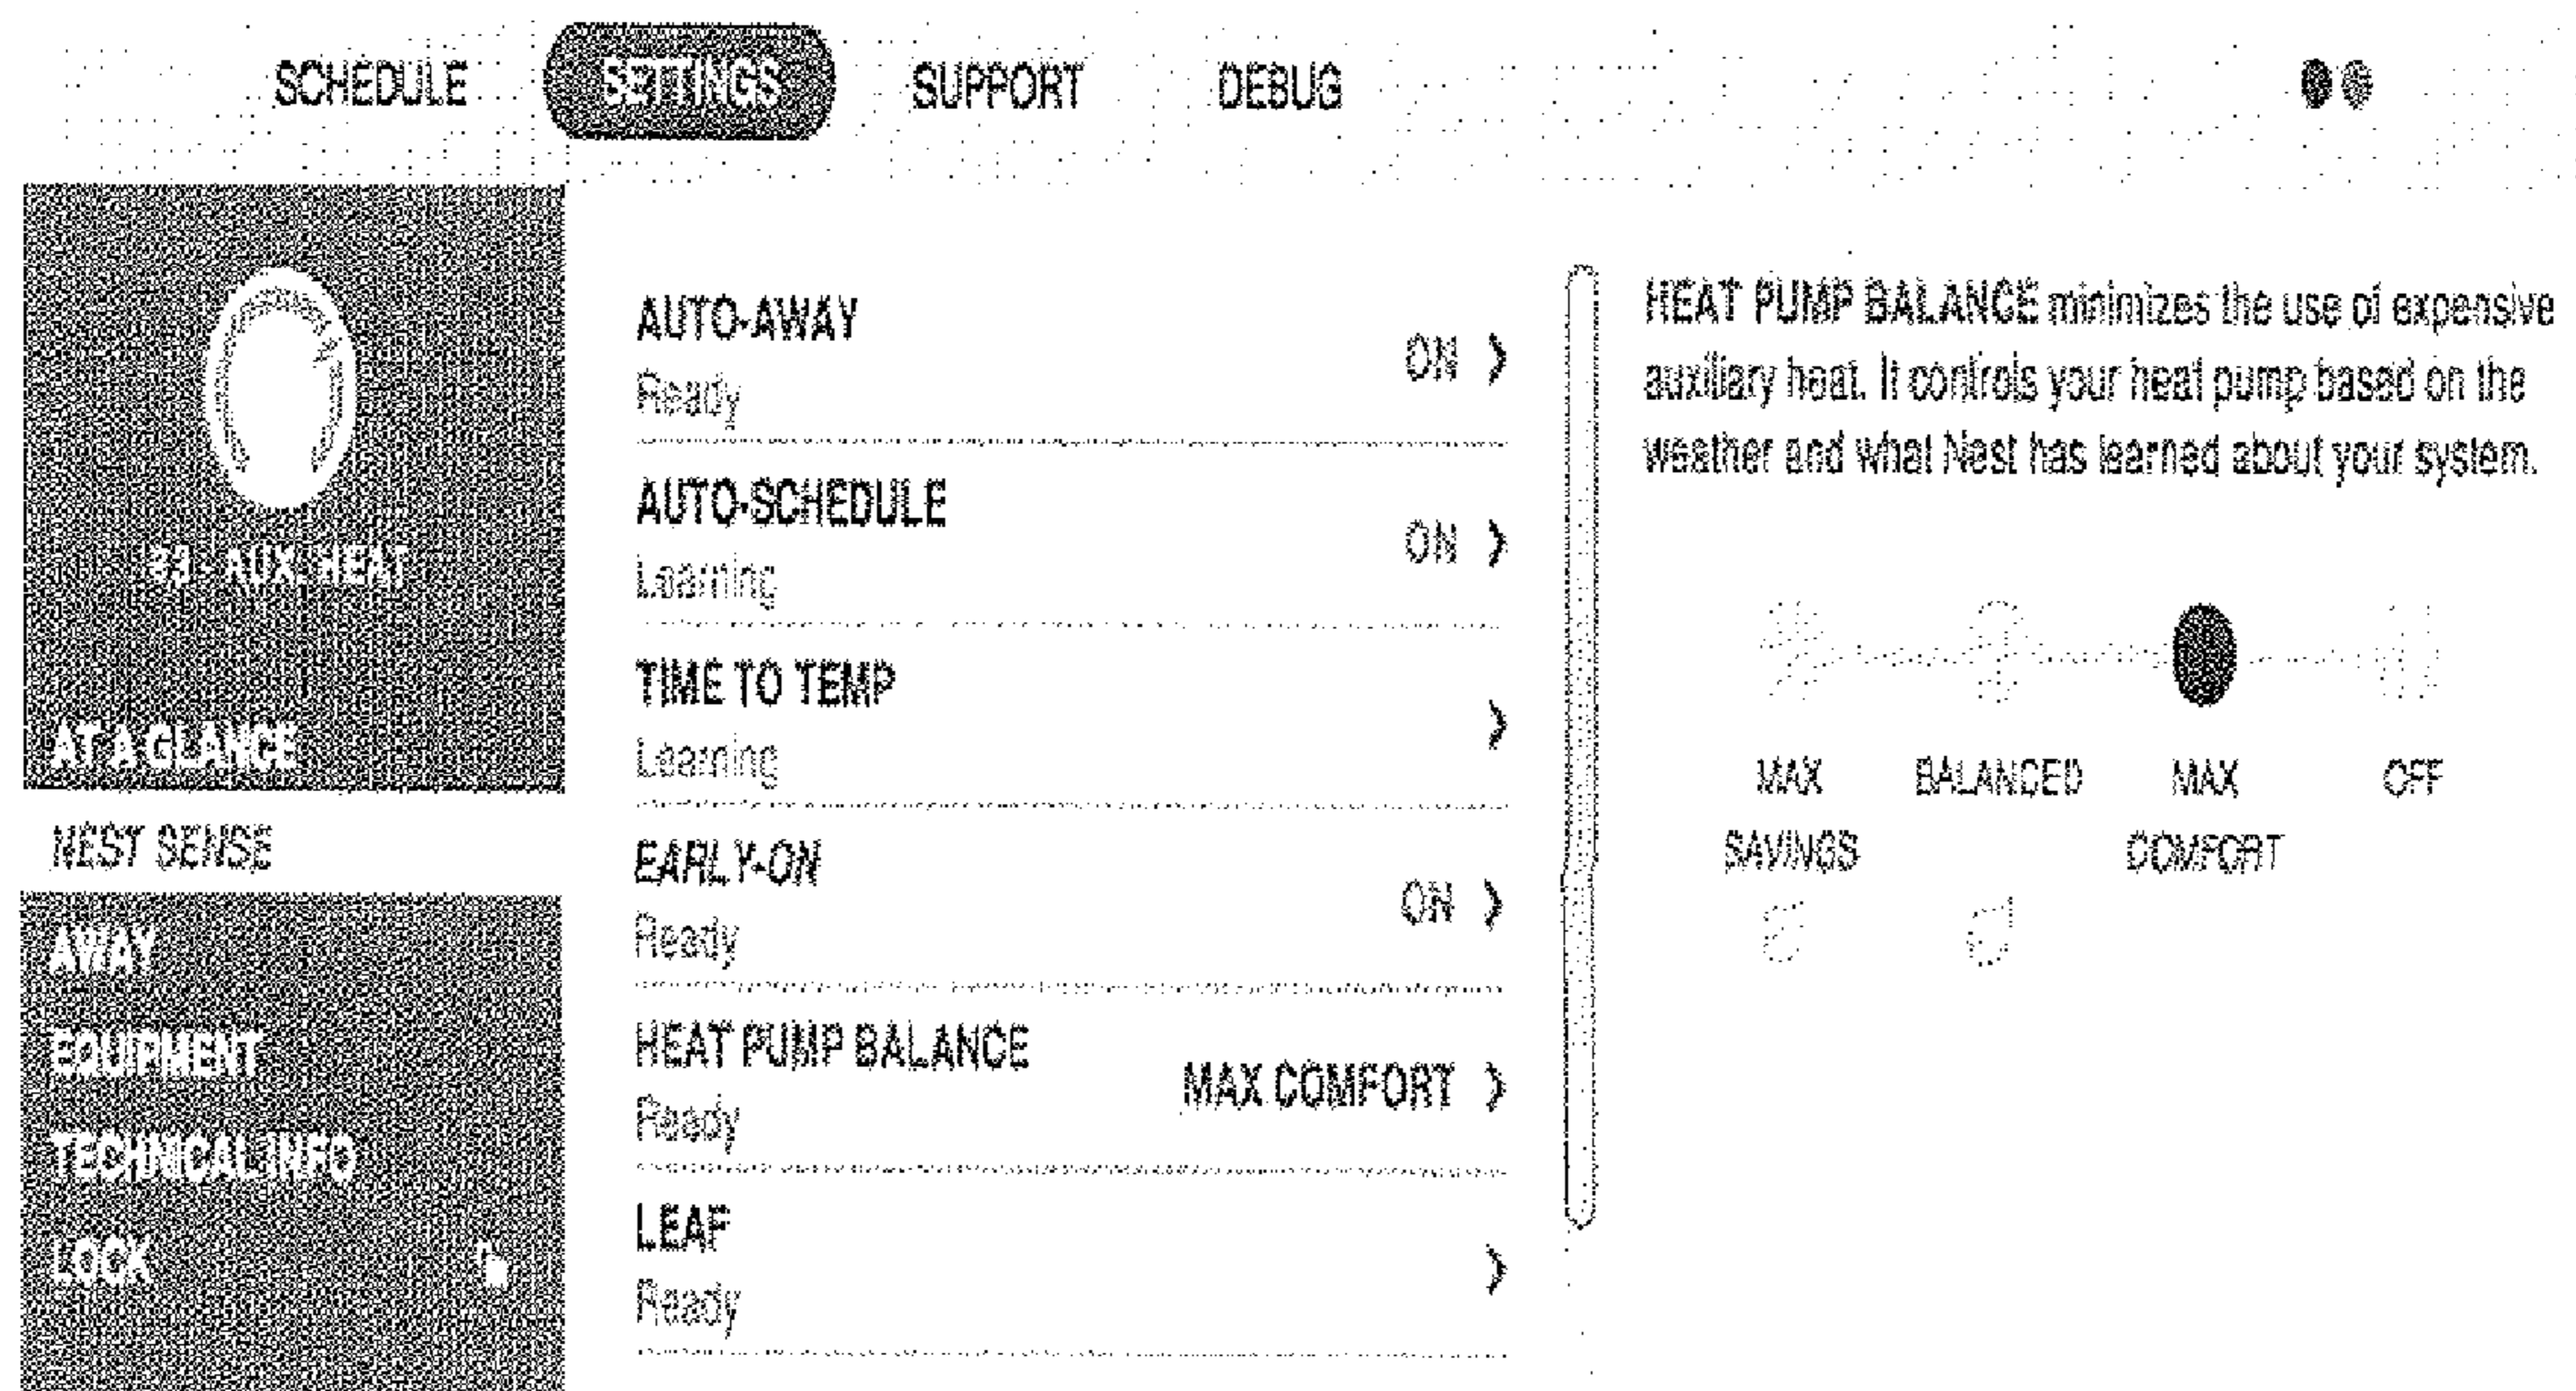 SCHEDULE
SETTINGS
SUPPORT
DEBUG
AUX. HEAT
AT A GLANCE
NEST SENSE
AWAY
EQUIPMENT
TECHNICAL INFO
LOCK
AUTO-AWAY
Ready
ON
AUTO-SCHEDULE
Learning
ON
TIME TO TEMP
Learning
EARLY-ON
Ready
ON
HEAT PUMP BALANCE
Ready
MAX COMFORT
LEAF
Ready
HEAT PUMP BALANCE minimizes the use of expensive
auxiliary heat. It controls your heat pump based on the
weather and what Nest has learned about your system.
MAX BALANCED MAX OFF
SAVINGS COMFORT